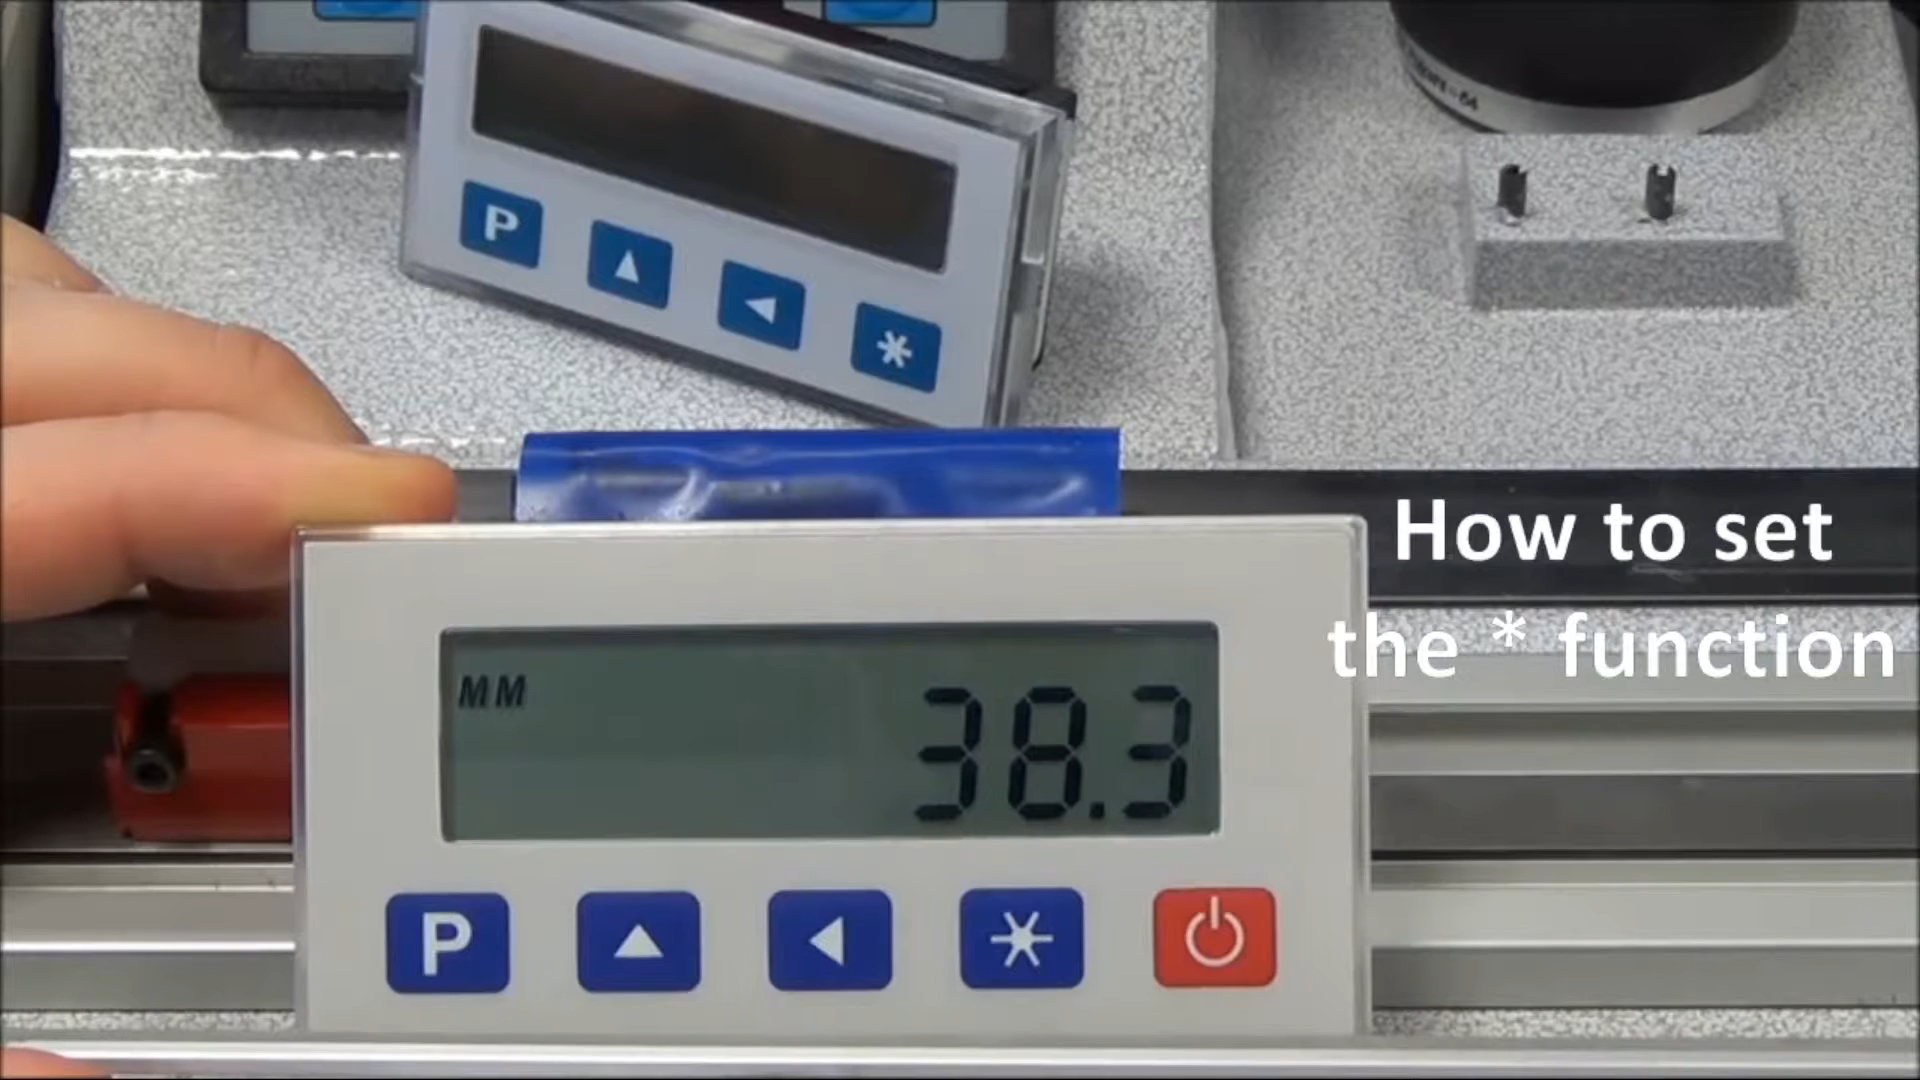 P
*
How to set
the * function
MM
38.3
P
*